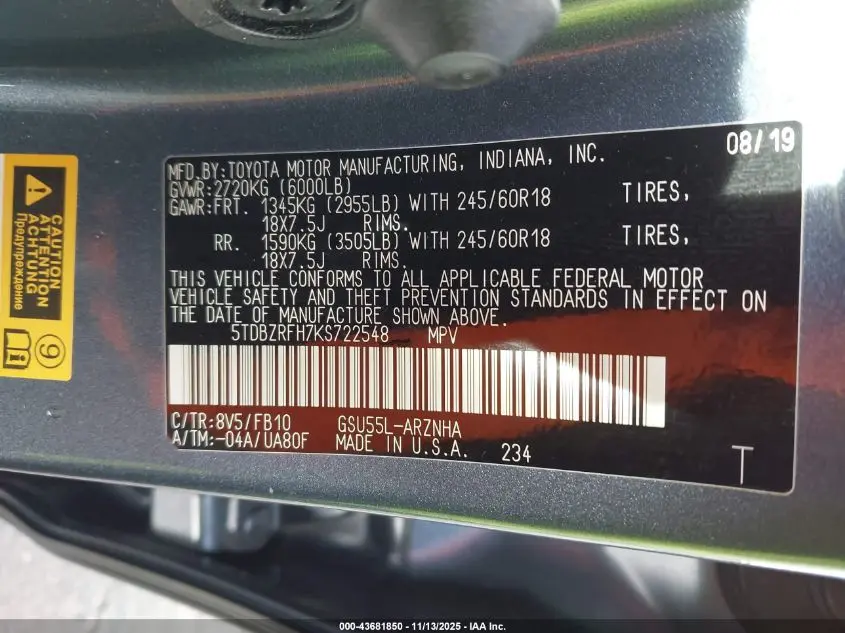 CAUTION
ATTENTION
ACHTUNG
Предупреждение
9
08/19
MFD.BY:TOYOTA MOTOR MANUFACTURING, INDIANA, INC.
GVWR:2720KG (6000LB)
GAWR:FRT. 1345KG (2955LB) WITH 245/60R18 TIRES,
18X7.5J RIMS.
RR. 1590KG (3505LB) WITH 245/60R18 TIRES,
18X7.5J RIMS.
THIS VEHICLE CONFORMS TO ALL APPLICABLE FEDERAL MOTOR
VEHICLE SAFETY AND THEFT PREVENTION STANDARDS IN EFFECT ON
THE DATE OF MANUFACTURE SHOWN ABOVE.
5TDBZRFH7KS722548 MPV
C/TR:8V5/FB10 GSU55L-ARZNHA
A/TM:-04A/UA80F MADE IN U.S.A. 234
T
000-43681850 - 11/13/2025 - IAA Inc.